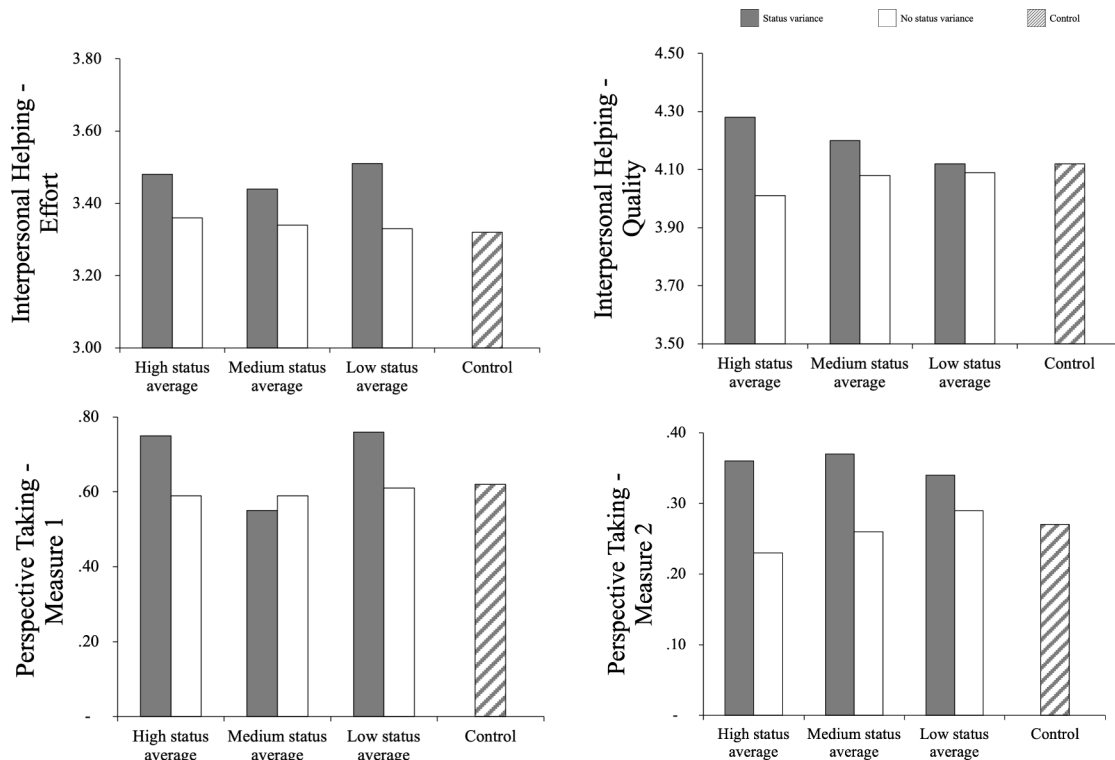 Status variance
No status variance
Control
Interpersonal Helping -
Effort
3.80
3.60
3.40
3.20
3.00
High status
average
Medium status
average
Low status
average
Control
Interpersonal Helping -
Quality
4.50
4.30
4.10
3.90
3.70
3.50
High status
average
Medium status
average
Low status
average
Control
Perspective Taking -
Measure 1
.80
.60
.40
.20
-
High status
average
Medium status
average
Low status
average
Control
Perspective Taking -
Measure 2
.40
.30
.20
.10
-
High status
average
Medium status
average
Low status
average
Control